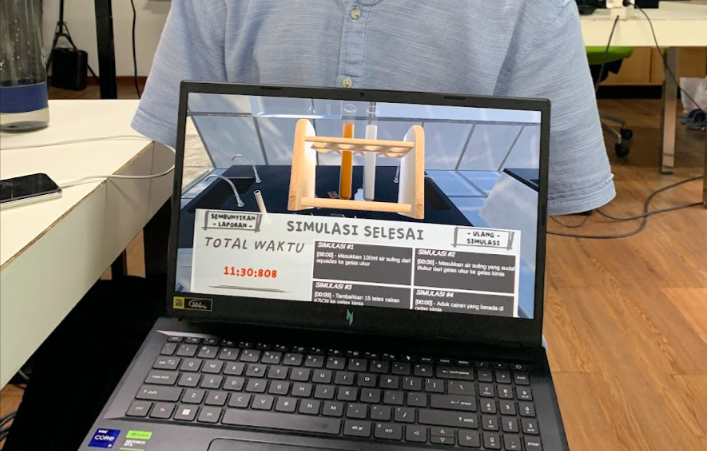 SEMBUNYIKAN
- LAPORAN -
SIMULASI SELESAI
- ULANG -
SIMULASI
TOTAL WAKTU
11:30:808
SIMULASI #1
[00:00] - Masukkan 100ml air suling dari
aquades ke gelas ukur
SIMULASI #2
[00:00] - Masukkan air suling yang sudah
diukur dari gelas ukur ke gelas kimia
SIMULASI #3
[00:00] - Tambahkan 15 tetes cairan
KSCN ke gelas kimia
SIMULASI #4
[00:00] - Aduk cairan yang berada di
gelas kimia
CORE